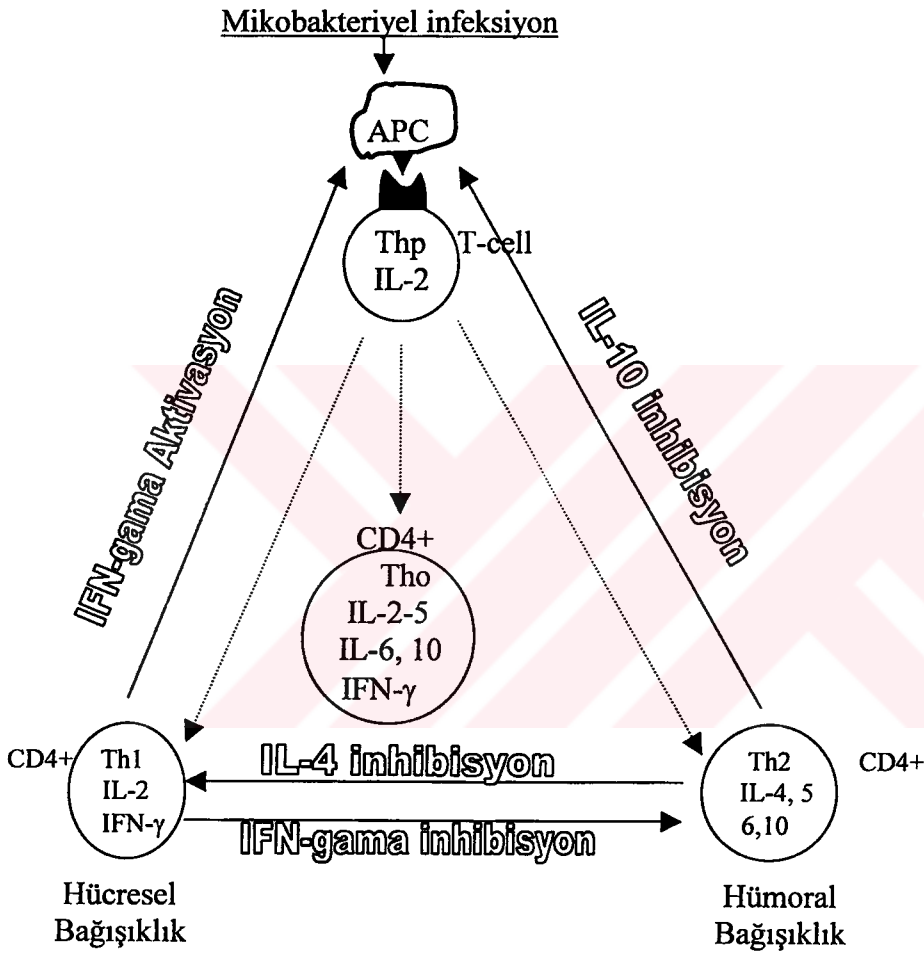 Mikobakteriyel infeksiyon
APC
Thp
IL-2
T-cell
IFN-gama Aktivasyon
IL-10 inhibisyon
CD4+
Tho
IL-2-5
IL-6, 10
IFN-γ
CD4+
Th1
IL-2
IFN-γ
IL-4 inhibisyon
IFN-gama inhibisyon
Th2
IL-4, 5
6,10
CD4+
Hücresel
Bağışıklık
Hümoral
Bağışıklık